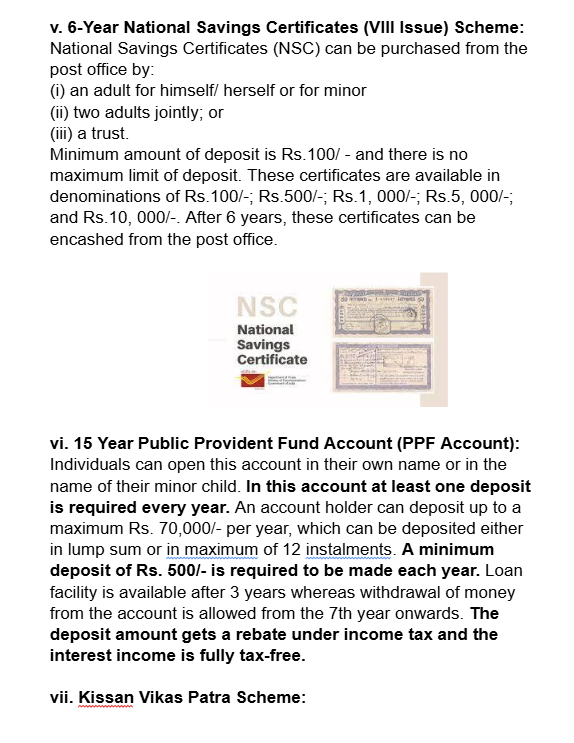 v. 6-Year National Savings Certificates (VIII Issue) Scheme:
National Savings Certificates (NSC) can be purchased from the
post office by:
(i) an adult for himself/ herself or for minor
(ii) two adults jointly; or
(iii) a trust.
Minimum amount of deposit is Rs.100/ - and there is no
maximum limit of deposit. These certificates are available in
denominations of Rs.100/-; Rs.500/-; Rs.1, 000/-; Rs.5, 000/-;
and Rs.10, 000/-. After 6 years, these certificates can be
encashed from the post office.
NSC
National
Savings
Certificate
vi. 15 Year Public Provident Fund Account (PPF Account):
Individuals can open this account in their own name or in the
name of their minor child. In this account at least one deposit
is required every year. An account holder can deposit up to a
maximum Rs. 70,000/- per year, which can be deposited either
in lump sum or in maximum of 12 instalments. A minimum
deposit of Rs. 500/- is required to be made each year. Loan
facility is available after 3 years whereas withdrawal of money
from the account is allowed from the 7th year onwards. The
deposit amount gets a rebate under income tax and the
interest income is fully tax-free.
vii. Kissan Vikas Patra Scheme: